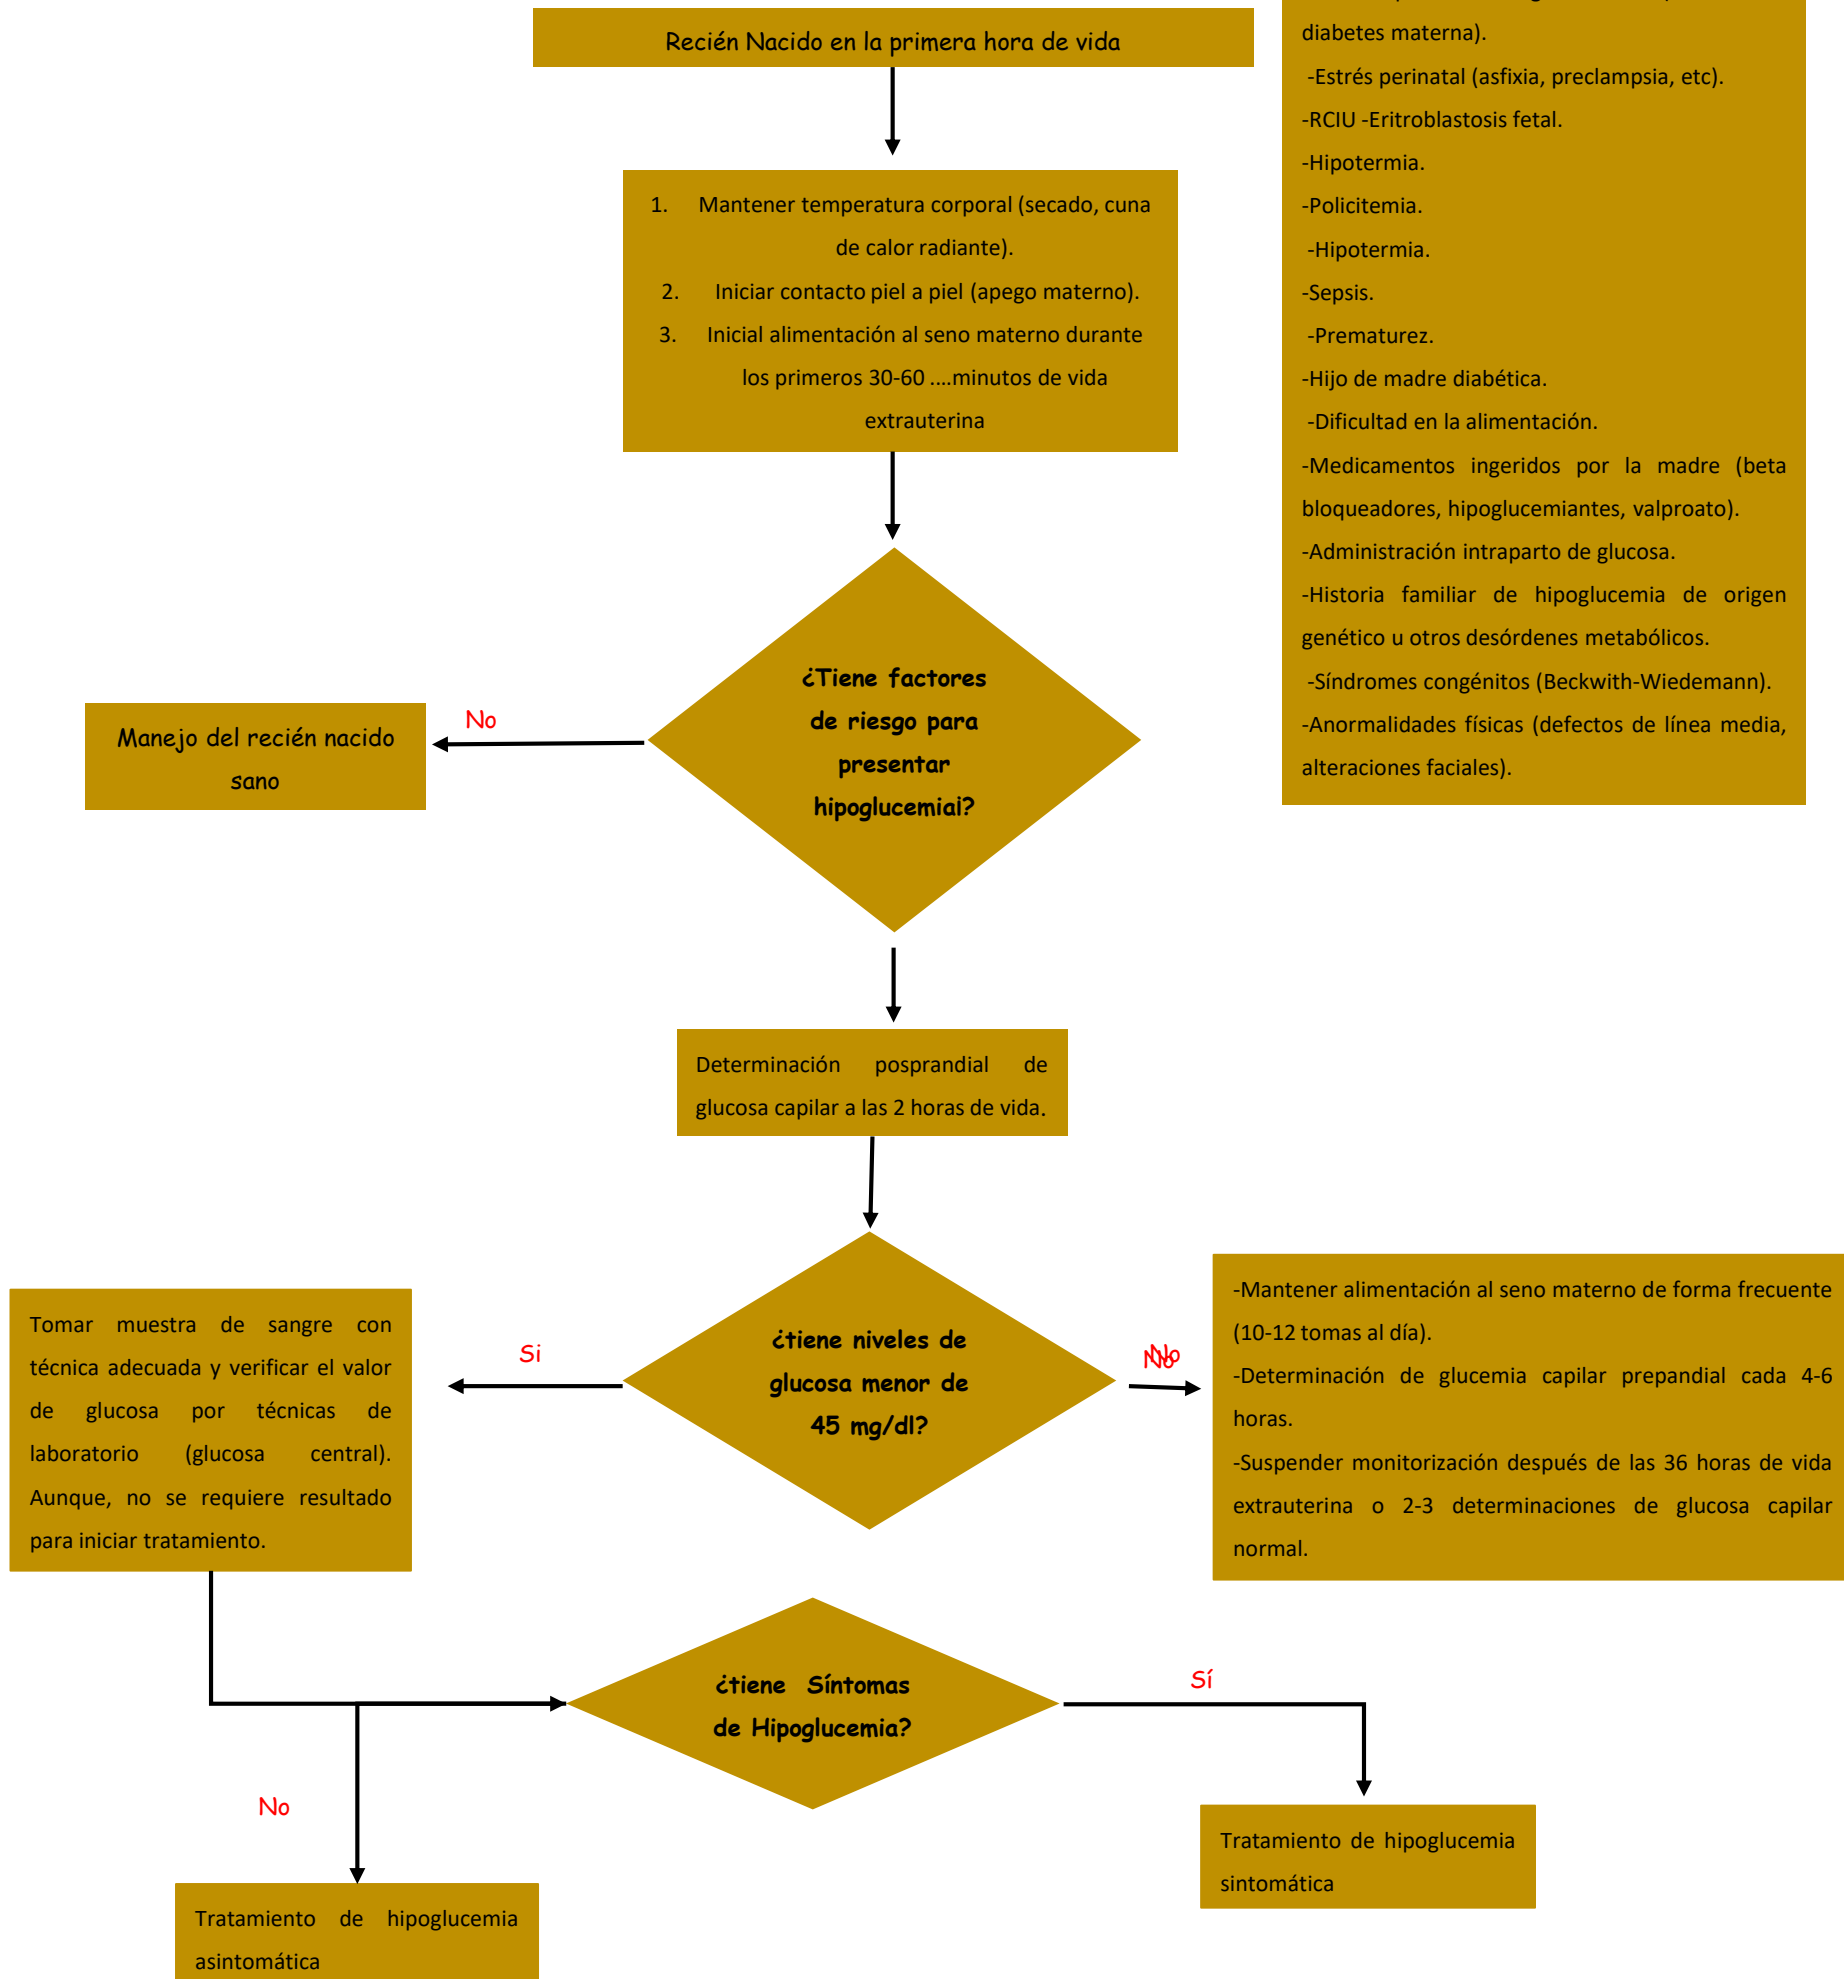 Recién Nacido en la primera hora de vida
1. Mantener temperatura corporal (secado, cuna
de calor radiante).
2. Iniciar contacto piel a piel (apego materno).
3. Inicial alimentación al seno materno durante
los primeros 30-60 ....minutos de vida
extrauterina
diabetes materna).
-Estrés perinatal (asfixia, preclampsia, etc).
-RCIU -Eritroblastosis fetal.
-Hipotermia.
-Policitemia.
-Hipotermia.
-Sepsis.
-Prematurez.
-Hijo de madre diabética.
-Dificultad en la alimentación.
-Medicamentos ingeridos por la madre (beta
bloqueadores, hipoglucemiantes, valproato).
-Administración intraparto de glucosa.
-Historia familiar de hipoglucemia de origen
genético u otros desórdenes metabólicos.
-Síndromes congénitos (Beckwith-Wiedemann).
-Anormalidades físicas (defectos de línea media,
alteraciones faciales).
¿Tiene factores
de riesgo para
presentar
hipoglucemiai?
No
Manejo del recién nacido
sano
Determinación posprandial de
glucosa capilar a las 2 horas de vida.
¿tiene niveles de
glucosa menor de
45 mg/dl?
Si
Tomar muestra de sangre con
técnica adecuada y verificar el valor
de glucosa por técnicas de
laboratorio (glucosa central).
Aunque, no se requiere resultado
para iniciar tratamiento.
No
No
-Mantener alimentación al seno materno de forma frecuente
(10-12 tomas al día).
-Determinación de glucemia capilar prepandial cada 4-6
horas.
-Suspender monitorización después de las 36 horas de vida
extrauterina o 2-3 determinaciones de glucosa capilar
normal.
¿tiene Síntomas
de Hipoglucemia?
Sí
No
Tratamiento de hipoglucemia
sintomática
Tratamiento de hipoglucemia
asintomática